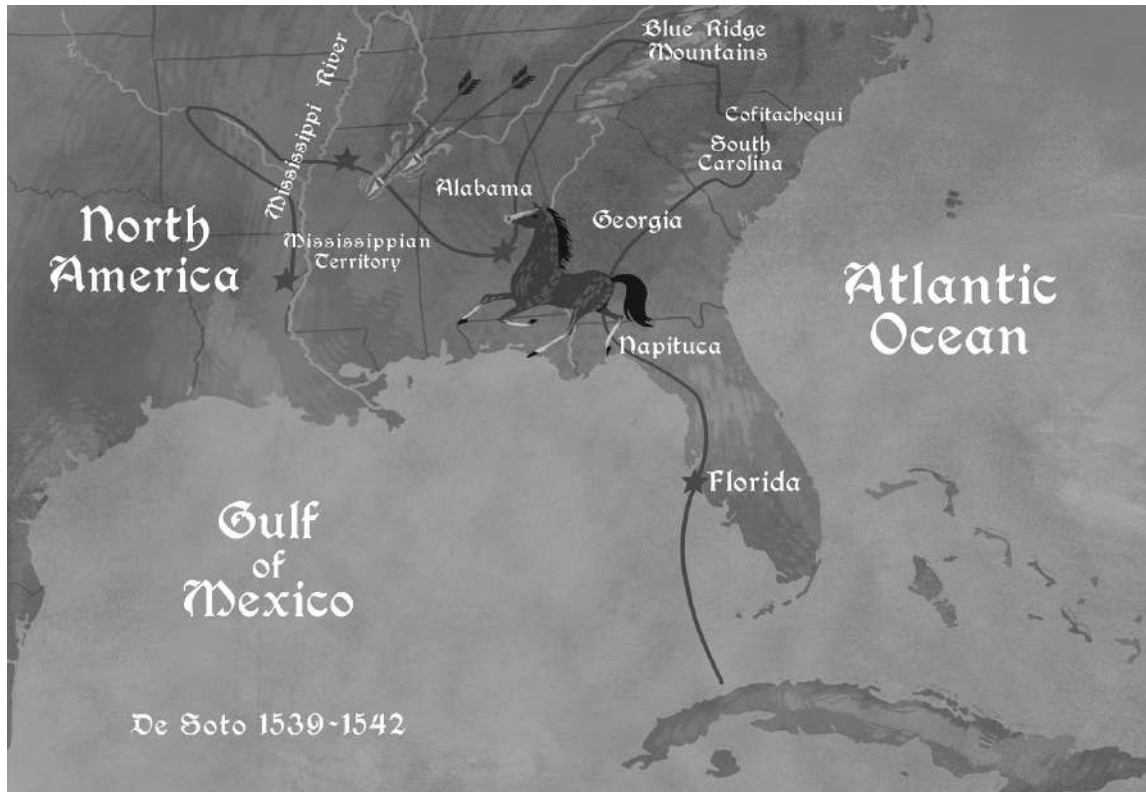 Blue Ridge
Mountains
Mississippi River
Cofitachequi
South
Carolina
Alabama
Georgia
North
America
Mississippian
Territory
Atlantic
Ocean
Napituca
Florida
Gulf
of
Mexico
De Soto 1539-1542